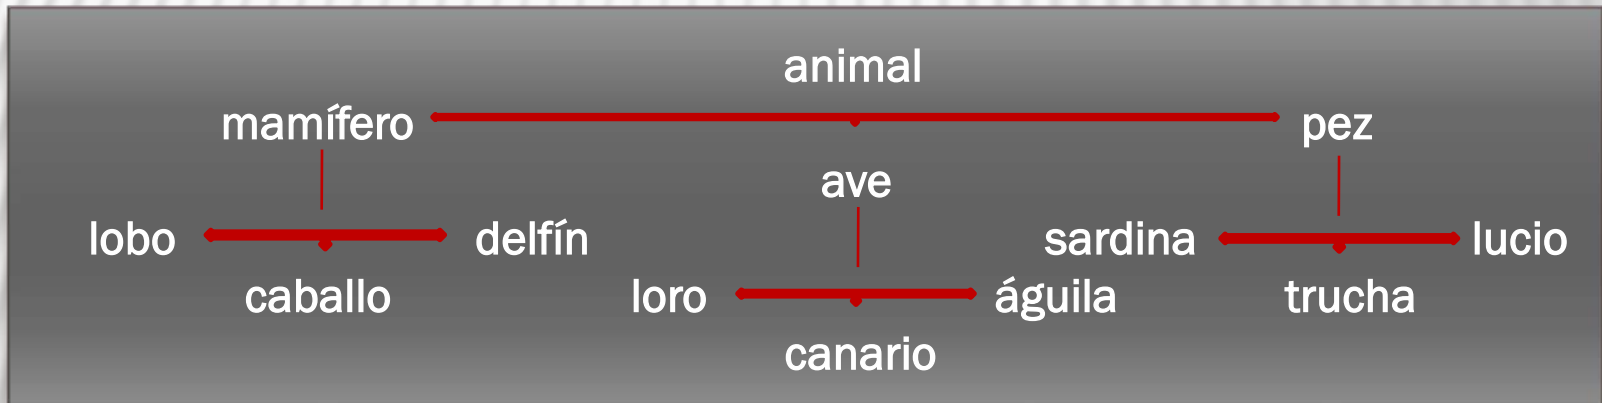 animal
mamífero pez
ave
lobo delfín sardina lucio
caballo loro águila trucha
canario